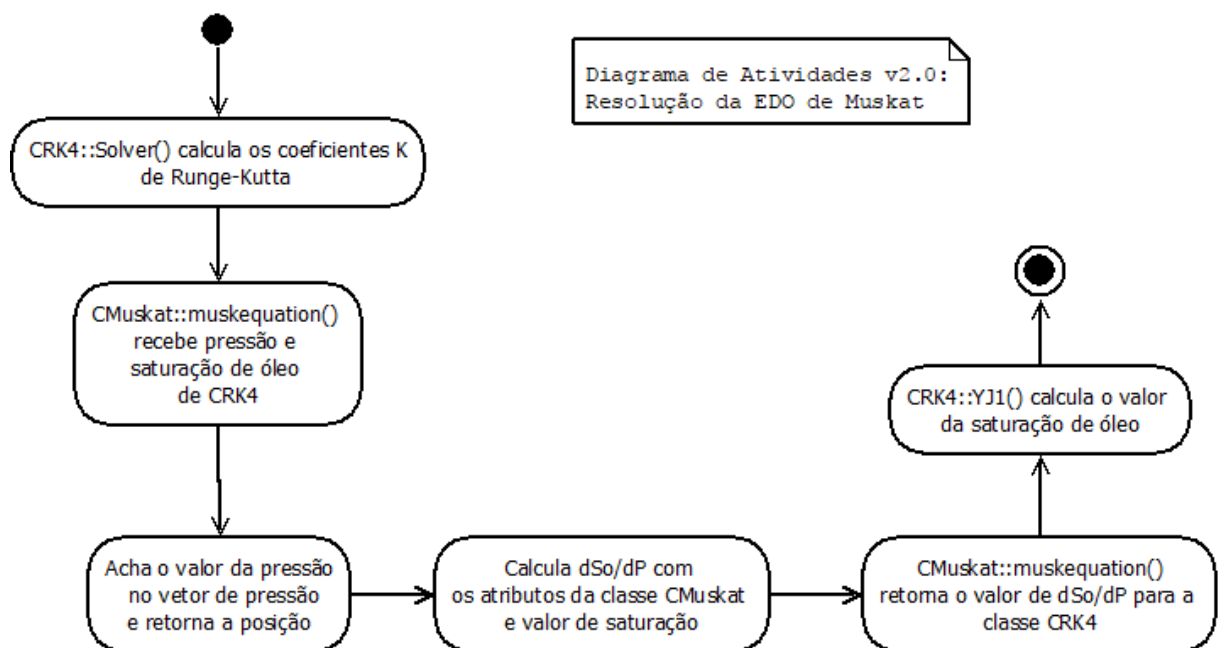 Diagrama de Atividades v2.0:
Resolução da EDO de Muskat
CRK4::Solver() calcula os coeficientes K
de Runge-Kutta
CMuskat::muskequation()
recebe pressão e
saturação de óleo
de CRK4
Acha o valor da pressão
no vetor de pressão
e retorna a posição
Calcula dSo/dP com
os atributos da classe CMuskat
e valor de saturação
CMuskat::muskequation()
retorna o valor de dSo/dP para a
classe CRK4
CRK4::YJ1() calcula o valor
da saturação de óleo